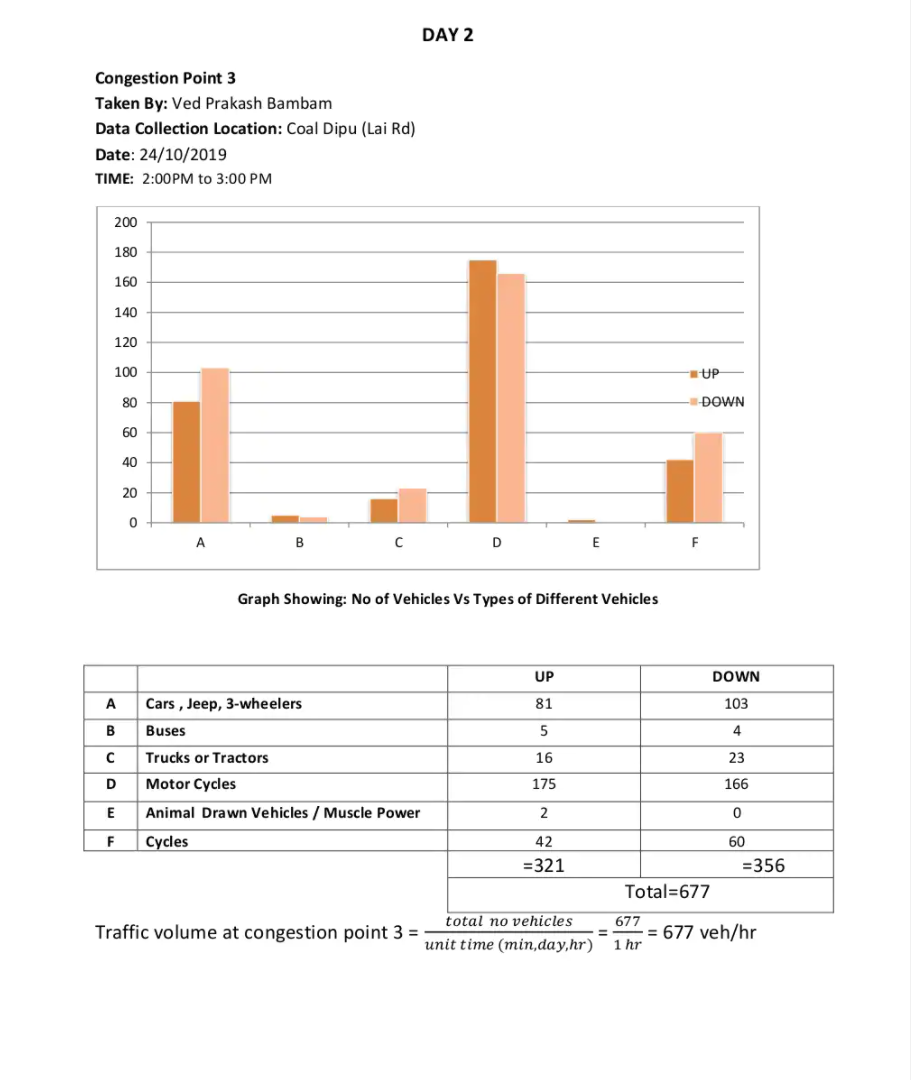 DAY 2
Congestion Point 3
Taken By: Ved Prakash Bambam
Data Collection Location: Coal Dipu (Lai Rd)
Date: 24/10/2019
TIME: 2:00PM to 3:00 PM
200
180
160
140
120
100
80
60
40
20
0
A B C D E F
UP
DOWN
Graph Showing: No of Vehicles Vs Types of Different Vehicles
UP DOWN
A Cars , Jeep, 3-wheelers 81 103
B Buses 5 4
C Trucks or Tractors 16 23
D Motor Cycles 175 166
E Animal Drawn Vehicles / Muscle Power 2 0
F Cycles 42 60
=321 =356
Total=677
Traffic volume at congestion point 3 = total no vehicles / unit time (min,day,hr) = 677 / 1 hr = 677 veh/hr